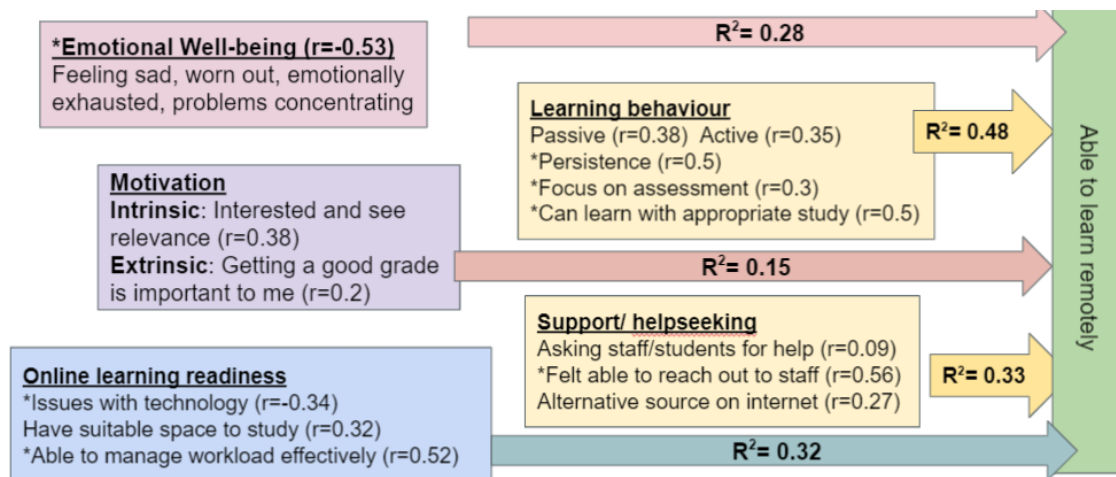 *Emotional Well-being (r=-0.53)
Feeling sad, worn out, emotionally
exhausted, problems concentrating
R²= 0.28
Learning behaviour
Passive (r=0.38) Active (r=0.35)
*Persistence (r=0.5)
*Focus on assessment (r=0.3)
*Can learn with appropriate study (r=0.5)
R²= 0.48
Motivation
Intrinsic: Interested and see
relevance (r=0.38)
Extrinsic: Getting a good grade
is important to me (r=0.2)
R²= 0.15
Support/ helpseeking
Asking staff/students for help (r=0.09)
*Felt able to reach out to staff (r=0.56)
Alternative source on internet (r=0.27)
R²= 0.33
Online learning readiness
*Issues with technology (r=-0.34)
Have suitable space to study (r=0.32)
*Able to manage workload effectively (r=0.52)
R²= 0.32
Able to learn remotely